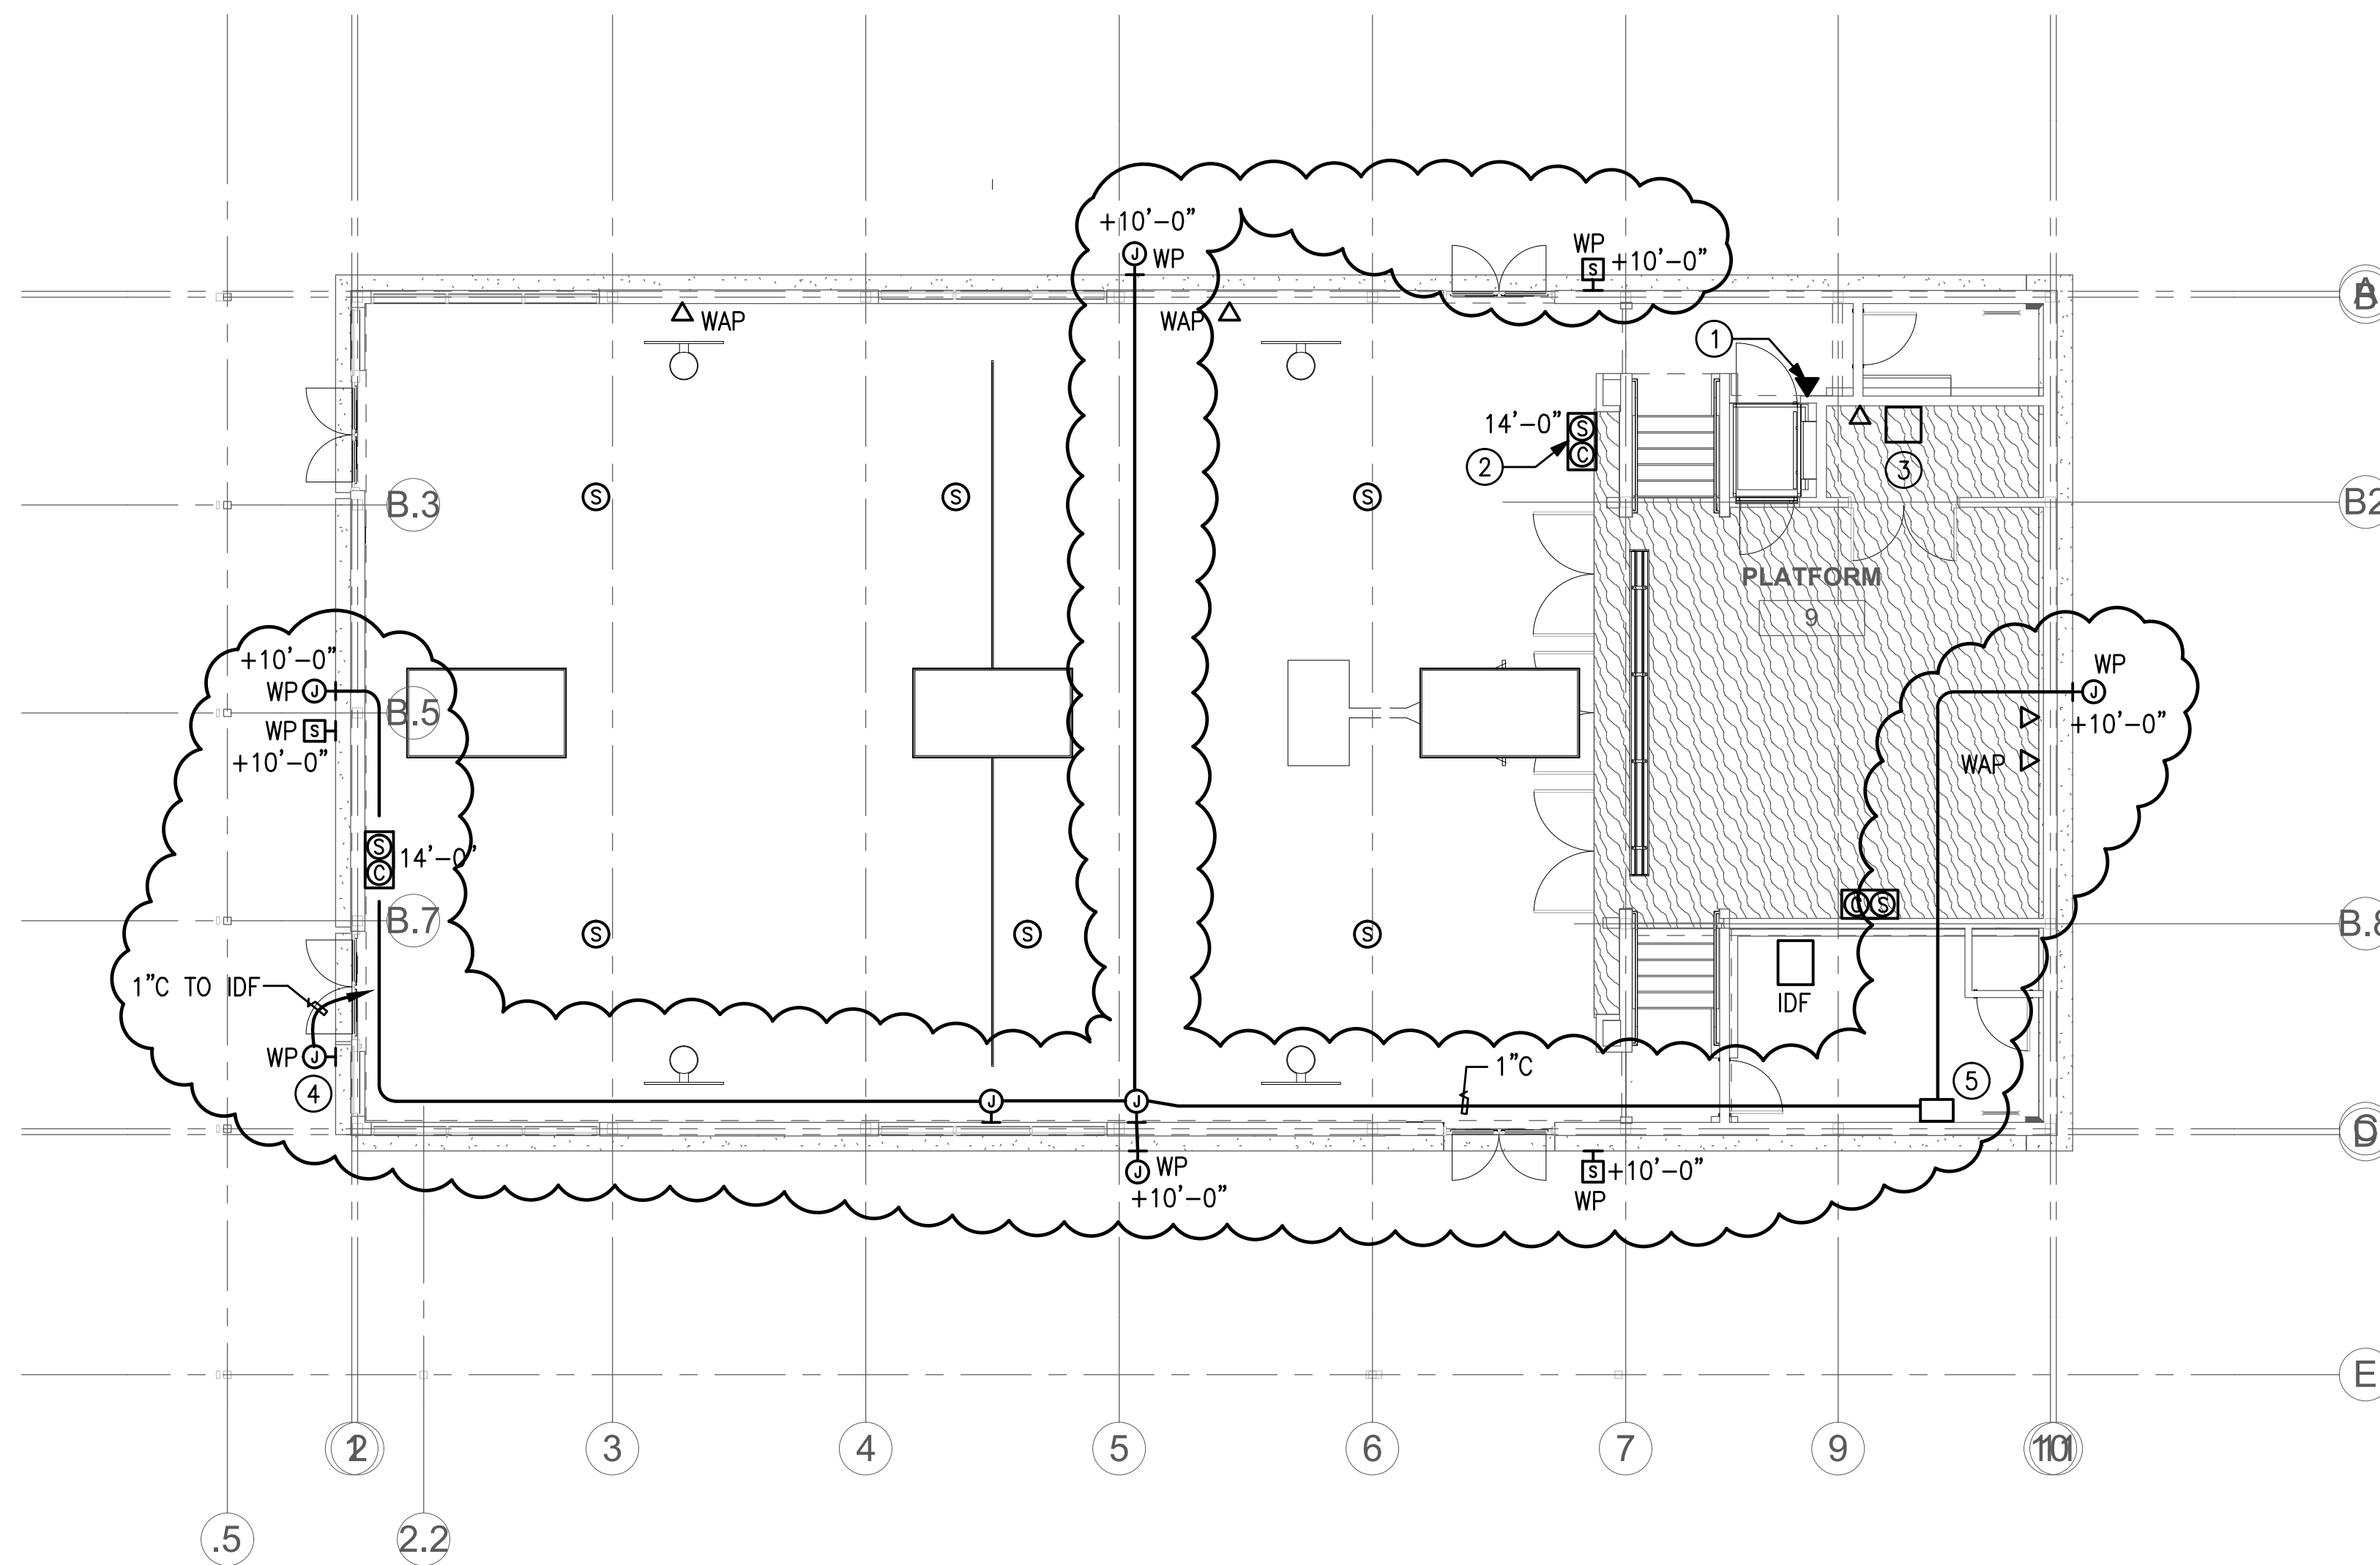 +10'-0"
J WP
WP
S +10'-0"
A
B
WAP
WAP
1
14'-0"
S
C
2
3
S
S
S
B.3
B2
PLATFORM
9
+10'-0"
WP J
B.5
WP S
+10'-0"
WP
J
+10'-0"
WAP
S
C
14'-0"
C S
B.7
S
S
S
B.8
1"C TO IDF
IDF
WP J
4
1"C
5
J
J
J WP
+10'-0"
S +10'-0"
WP
C
D
E
1
2
3
4
5
6
7
9
10
11
.5
2.2